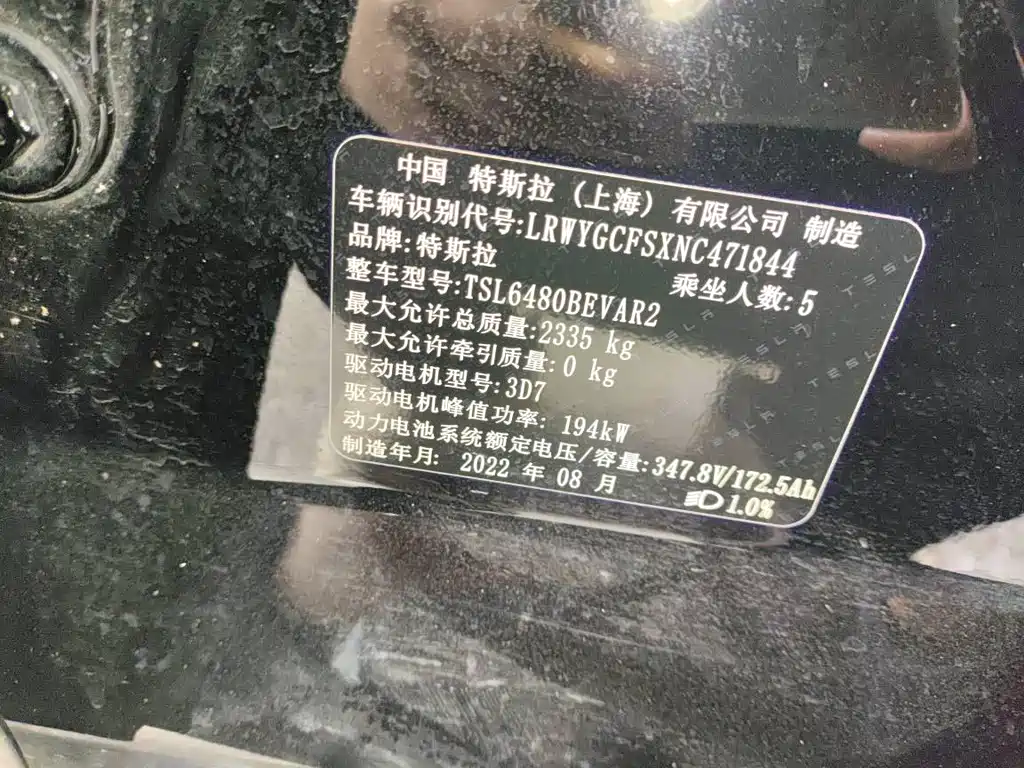 中国 特斯拉 (上海) 有限公司 制造
车辆识别代号:LRWYGCFSXNC471844
品牌:特斯拉 乘坐人数:5
整车型号:TSL6480BEVAR2
最大允许总质量:2335 kg
最大允许牵引质量:0 kg
驱动电机型号:3D7
驱动电机峰值功率: 194kW
动力电池系统额定电压/容量:347.8V/172.5Ah
制造年月: 2022 年 08 月 1.0%
TESLA
TESLA
TESLA
TESLA
TESLA